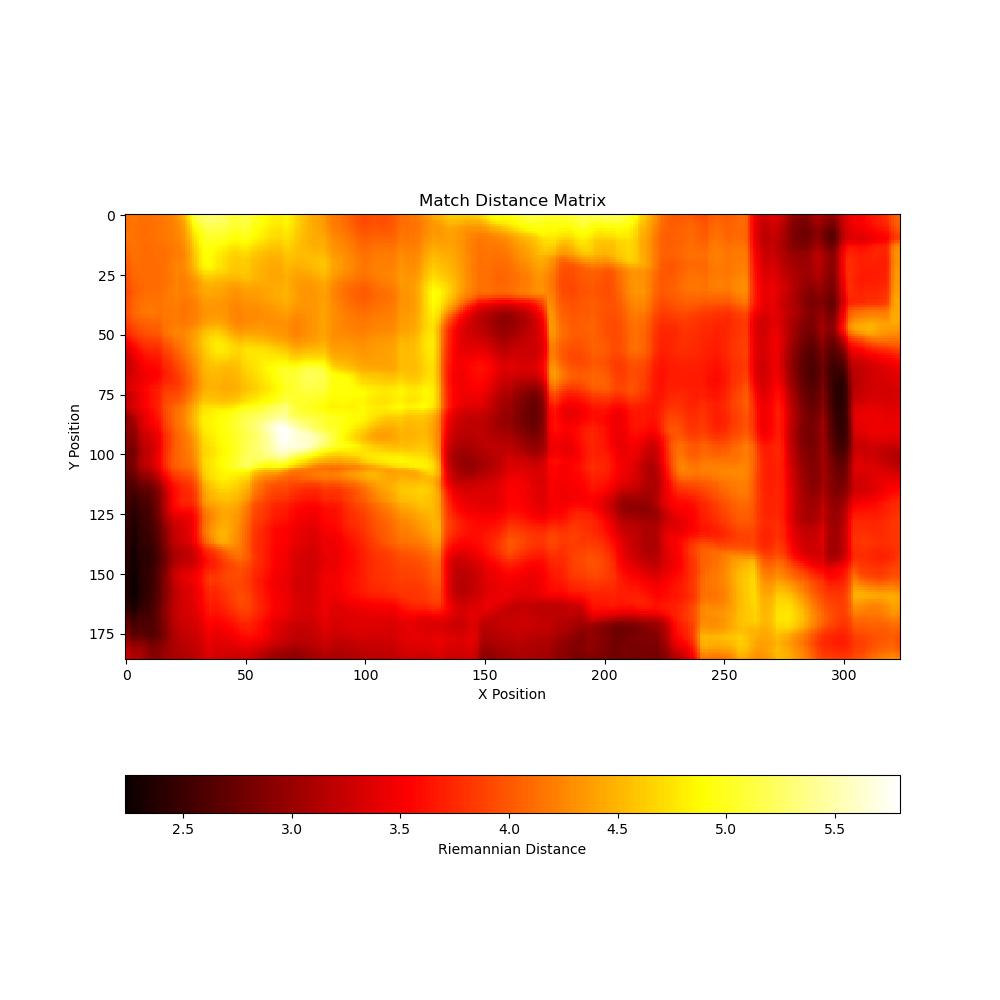 Match Distance Matrix
0
25
50
75
100
125
150
175
Y Position
0 50 100 150 200 250 300
X Position
2.5 3.0 3.5 4.0 4.5 5.0 5.5
Riemannian Distance